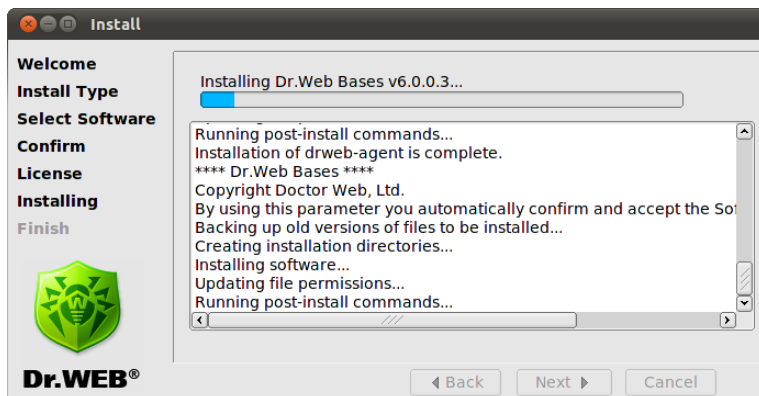 Install
Welcome
Install Type
Select Software
Confirm
License
Installing
Finish
Dr.WEB®
Installing Dr.Web Bases v6.0.0.3...
Running post-install commands...
Installation of drweb-agent is complete.
**** Dr.Web Bases ****
Copyright Doctor Web, Ltd.
By using this parameter you automatically confirm and accept the
Backing up old versions of files to be installed...
Creating installation directories...
Installing software...
Updating file permissions...
Running post-install commands...
Back
Next
Cancel